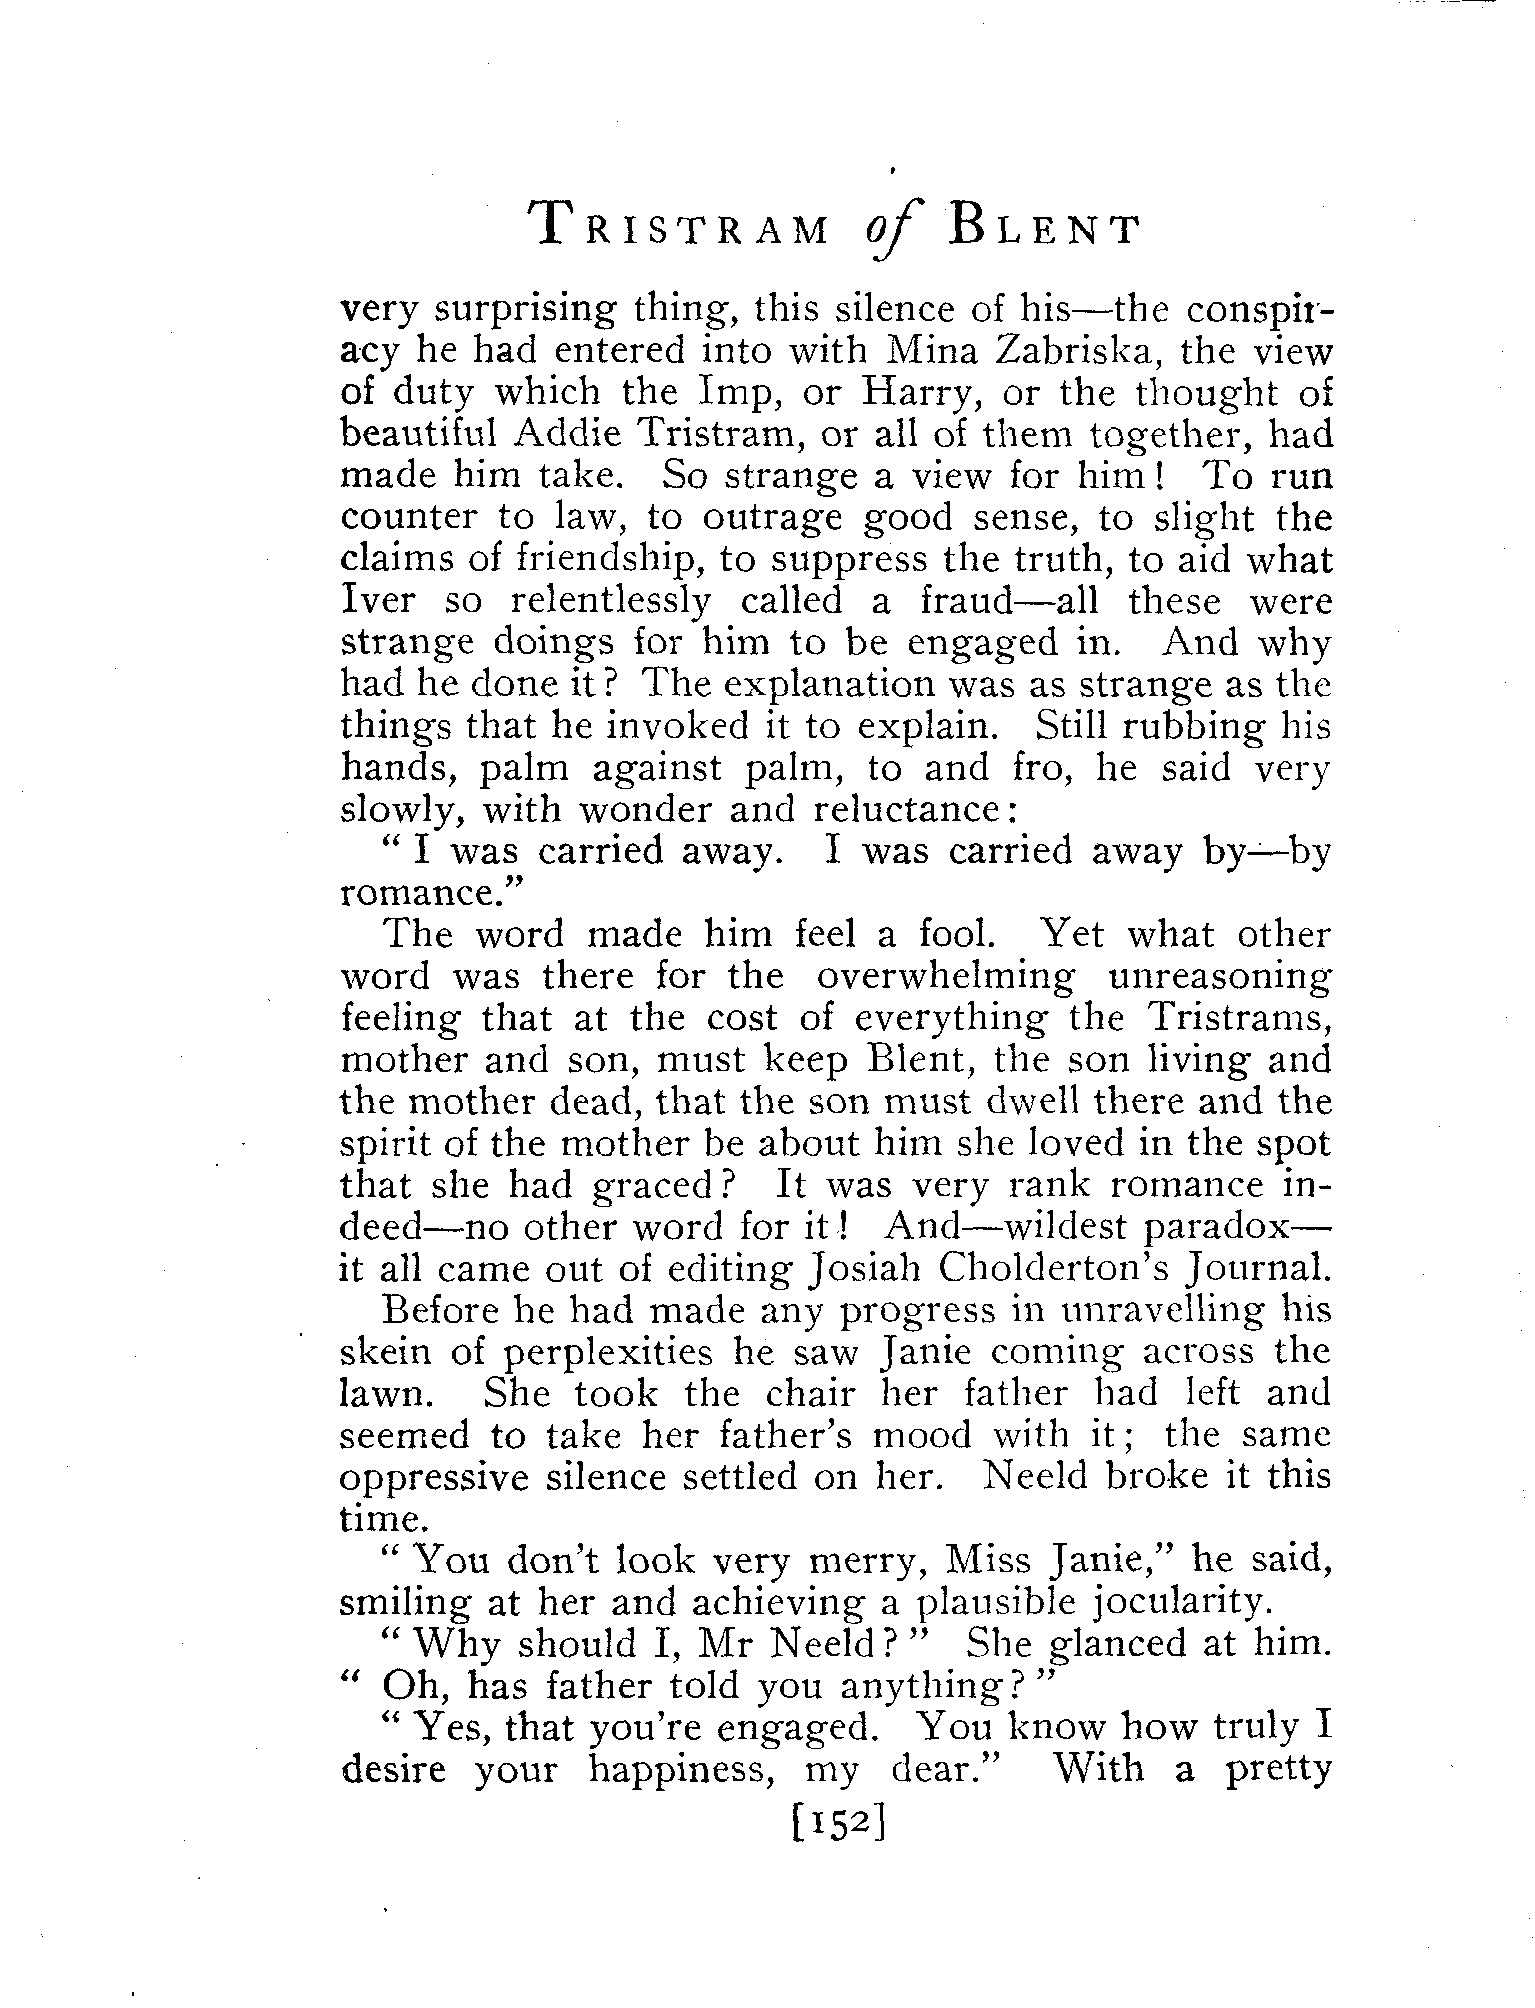 TRISTRAM of BLENT
very surprising thing, this silence of his—the conspir-
acy he had entered into with Mina Zabriska, the view
of duty which the Imp, or Harry, or the thought of
beautiful Addie Tristram, or all of them together, had
made him take. So strange a view for him! To run
counter to law, to outrage good sense, to slight the
claims of friendship, to suppress the truth, to aid what
Iver so relentlessly called a fraud—all these were
strange doings for him to be engaged in. And why
had he done it? The explanation was as strange as the
things that he invoked it to explain. Still rubbing his
hands, palm against palm, to and fro, he said very
slowly, with wonder and reluctance:
“I was carried away. I was carried away by—by
romance.”
The word made him feel a fool. Yet what other
word was there for the overwhelming unreasoning
feeling that at the cost of everything the Tristrams,
mother and son, must keep Blent, the son living and
the mother dead, that the son must dwell there and the
spirit of the mother be about him she loved in the spot
that she had graced? It was very rank romance in-
deed—no other word for it! And—wildest paradox—
it all came out of editing Josiah Cholderton's Journal.
Before he had made any progress in unravelling his
skein of perplexities he saw Janie coming across the
lawn. She took the chair her father had left and
seemed to take her father's mood with it; the same
oppressive silence settled on her. Neeld broke it this
time.
“You don't look very merry, Miss Janie,” he said,
smiling at her and achieving a plausible jocularity.
“Why should I, Mr Neeld?” She glanced at him.
“Oh, has father told you anything?”
“Yes, that you're engaged. You know how truly I
desire your happiness, my dear.” With a pretty
[152]